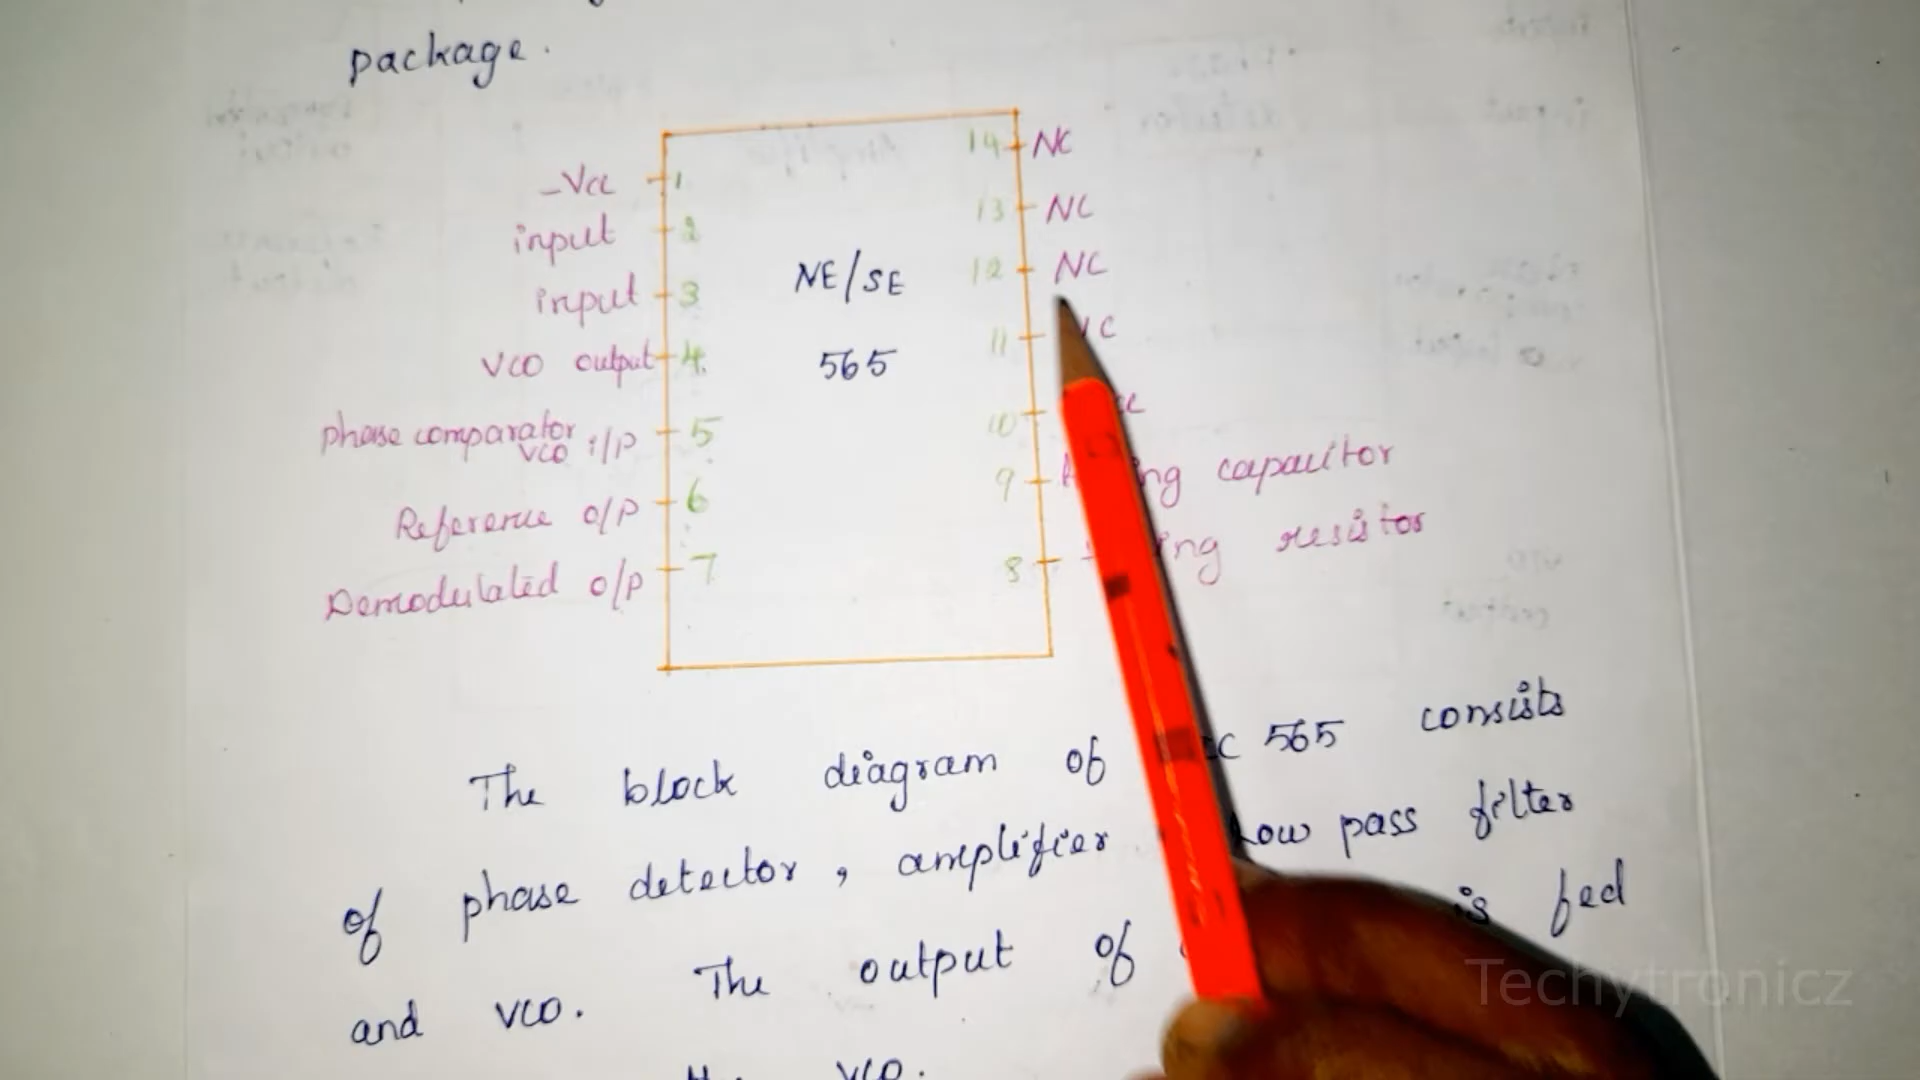 package.
14 NC
-Vcc 1
13 NC
input 2
12 NC
NE/SE
input 3
11
565
VCO output 4
10
phase comparator
VCO i/p 5
9 capacitor
Reference o/p 6
8 resistor
Demodulated o/p 7
The block diagram of 565 consists
of phase detector, amplifier Low pass filter
and VCO. The output of is fed
VCO.
Techytronicz